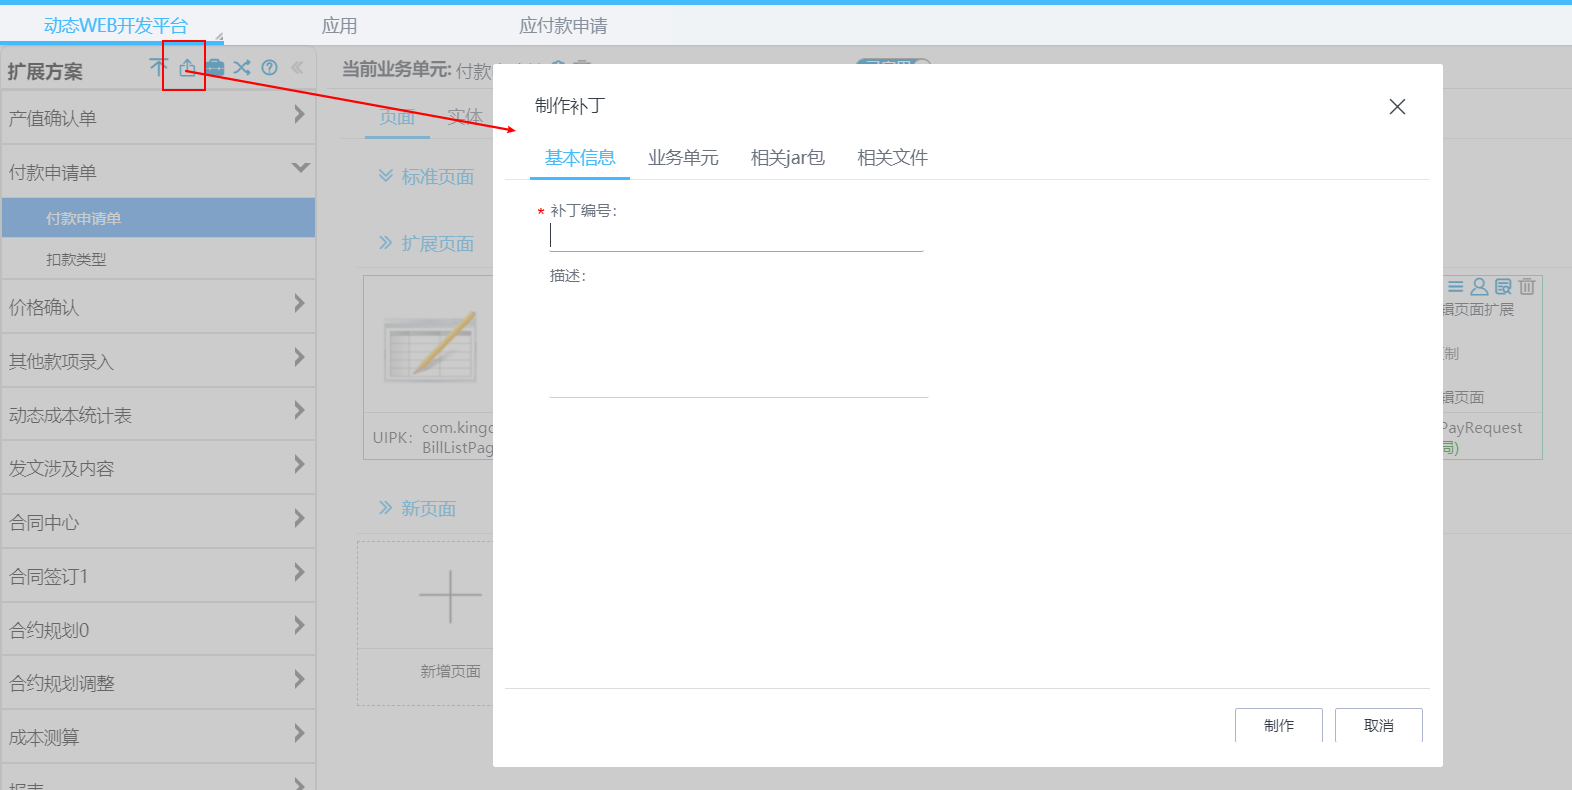 动态WEB开发平台
应用
应付款申请
扩展方案
当前业务单元:
付款
产值确认单
付款申请单
付款申请单
扣款类型
价格确认
其他款项录入
动态成本统计表
发文涉及内容
合同中心
合同签订1
合约规划0
合约规划调整
成本测算
页面
实体
标准页面
扩展页面
UIPK:
com.kingd
BillListPag
新页面
新增页面
制作补丁
基本信息
业务单元
相关jar包
相关文件
* 补丁编号:
描述:
制作
取消
辑页面扩展
制
辑页面
PayRequest
局)